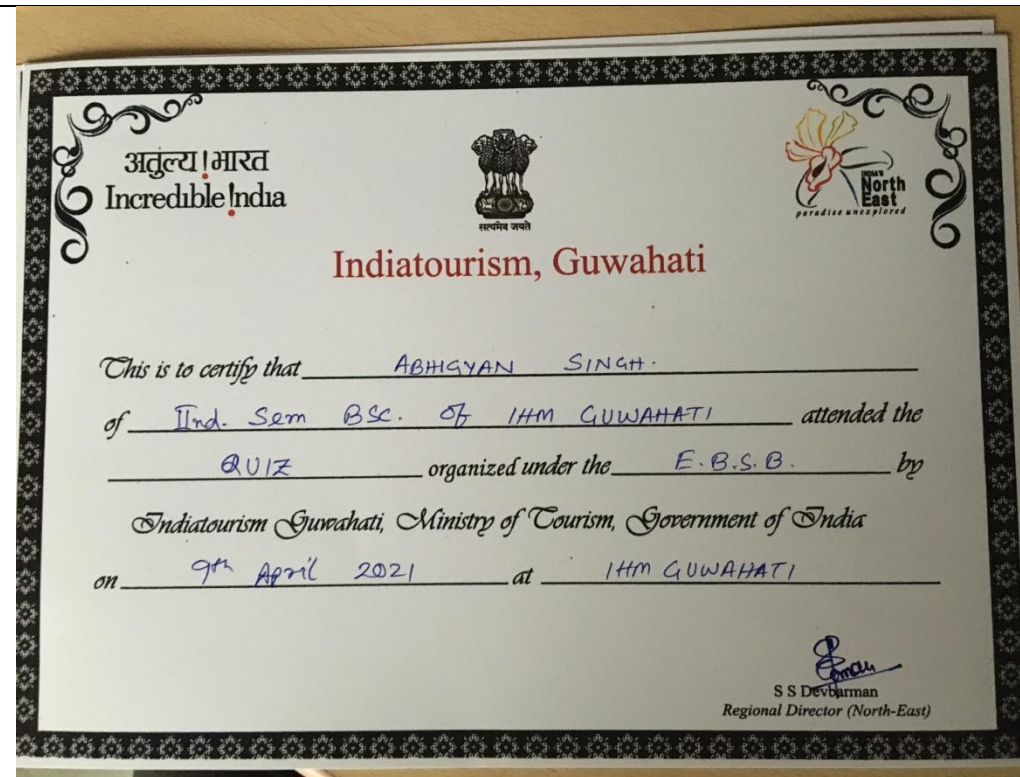 अतुल्य!भारत
Incredible!ndia
सत्यमेव जयते
INDIA'S
North
East
paradise unexplored
Indiatourism, Guwahati
This is to certify that ABHIGYAN SINGH.
of IInd. Sem BSc. of IHM GUWAHATI attended the
QUIZ organized under the E.B.S.B. by
Indiatourism Guwahati, Ministry of Tourism, Government of India
on 9th April 2021 at IHM GUWAHATI
S S Devbarman
Regional Director (North-East)